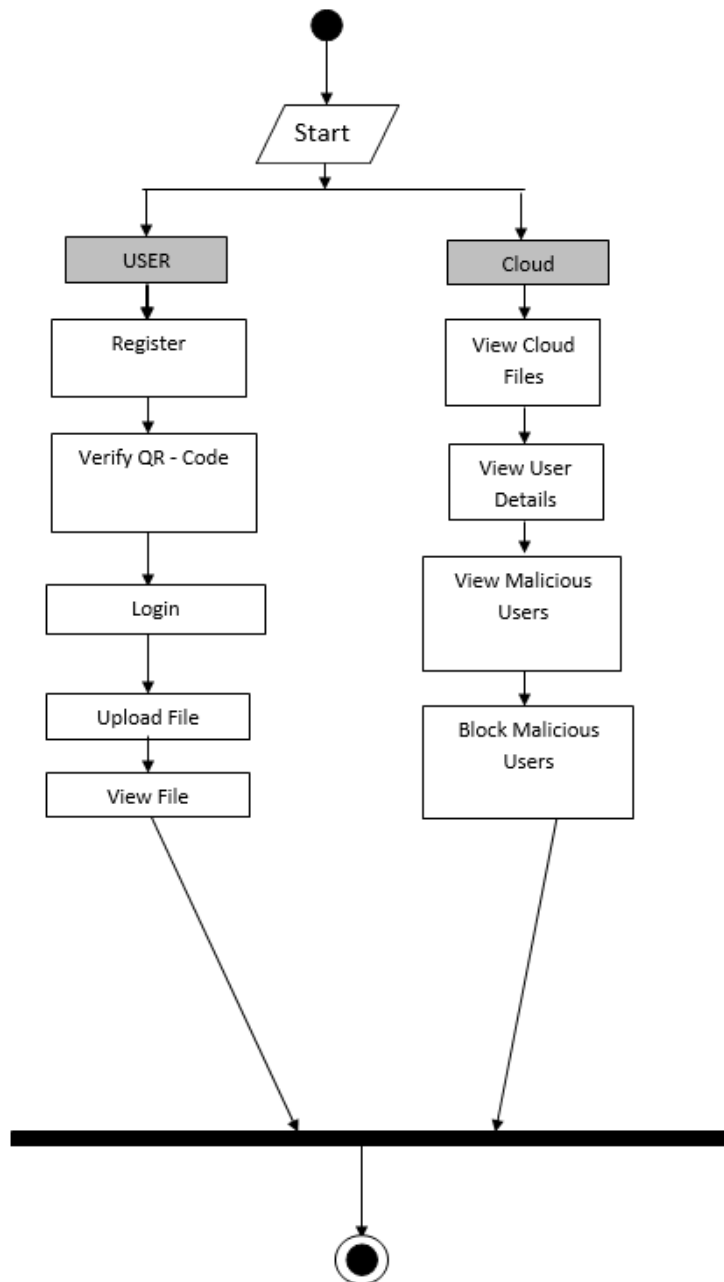 Start
USER
Register
Verify QR - Code
Login
Upload File
View File
Cloud
View Cloud
Files
View User
Details
View Malicious
Users
Block Malicious
Users